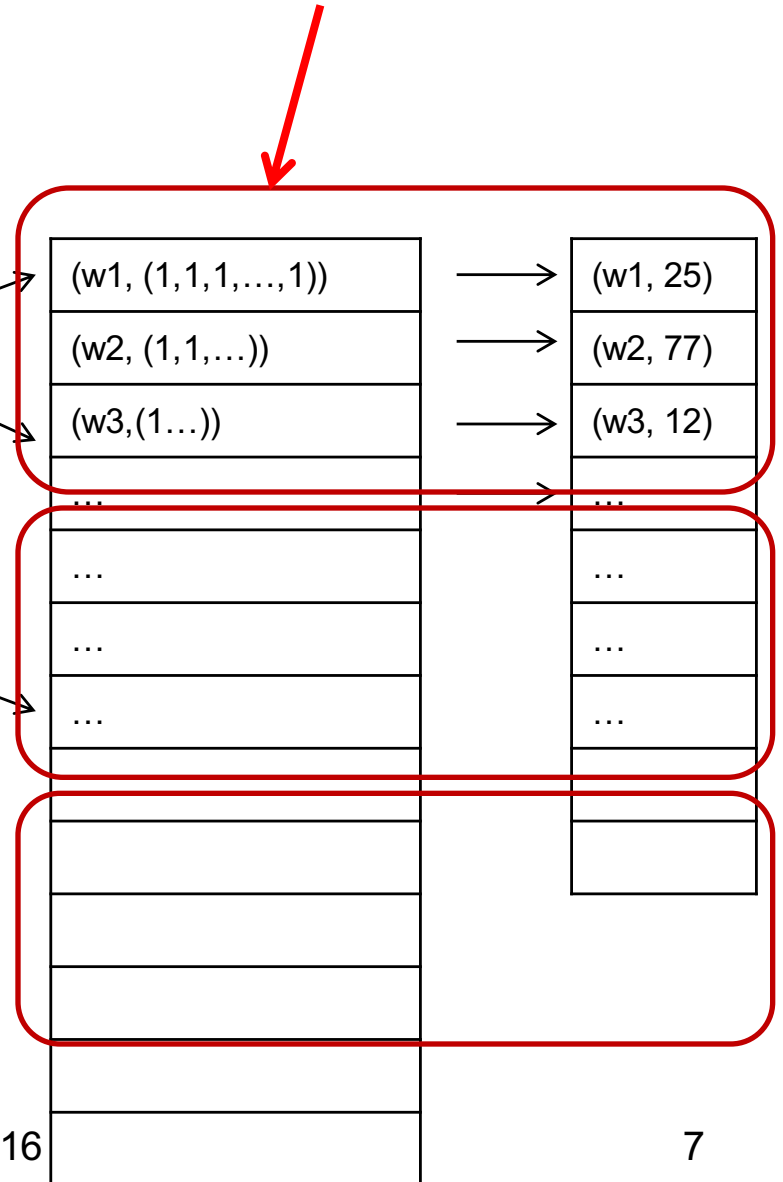 (w1, (1,1,1,…,1)) (w1, 25)
(w2, (1,1,…)) (w2, 77)
(w3,(1…)) (w3, 12)
… …
… …
… …
… …
16 7